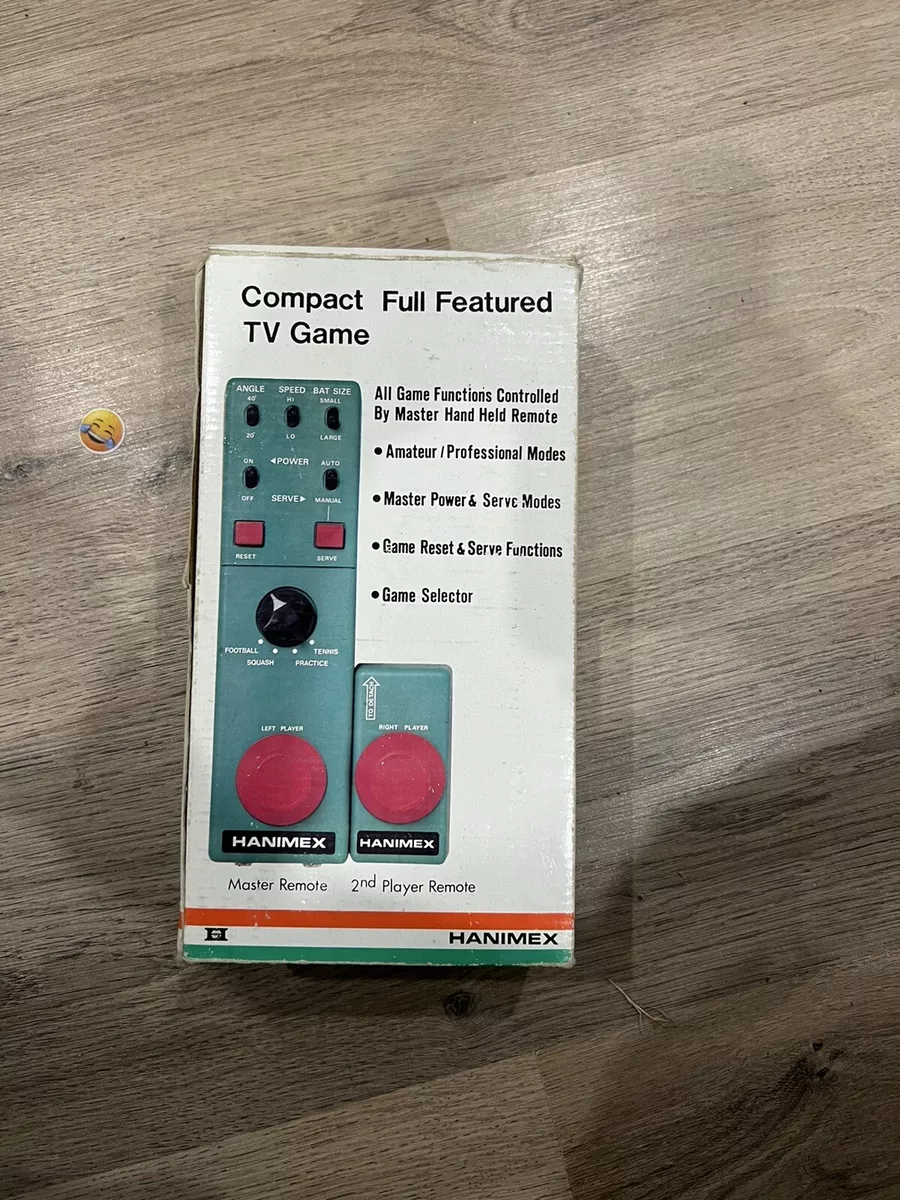 Compact Full Featured
TV Game
ANGLE SPEED BAT SIZE
40° HI SMALL
20° LO LARGE
ON ◄POWER AUTO
OFF SERVE► MANUAL
RESET SERVE
FOOTBALL TENNIS
SQUASH PRACTICE
LEFT PLAYER
HANIMEX
TO DETACH
RIGHT PLAYER
HANIMEX
All Game Functions Controlled
By Master Hand Held Remote
• Amateur / Professional Modes
• Master Power & Serve Modes
• Game Reset & Serve Functions
• Game Selector
Master Remote 2nd Player Remote
H HANIMEX